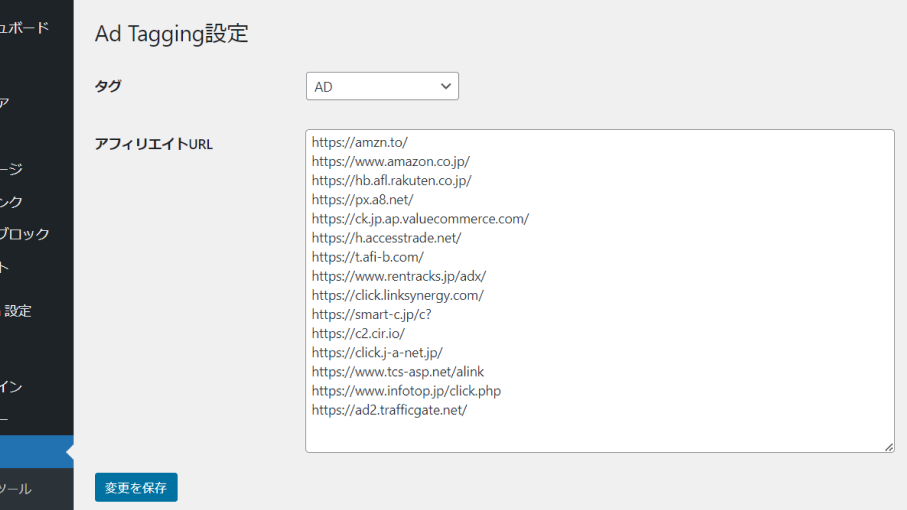 ュボード
Ad Tagging設定
タグ
AD
ア
アフィリエイトURL
https://amzn.to/
https://www.amazon.co.jp/
https://hb.afl.rakuten.co.jp/
https://px.a8.net/
https://ck.jp.ap.valuecommerce.com/
https://h.accesstrade.net/
https://t.afi-b.com/
https://www.rentracks.jp/adx/
https://click.linksynergy.com/
https://smart-c.jp/c?
https://c2.cir.io/
https://click.j-a-net.jp/
https://www.tcs-asp.net/alink
https://www.infotop.jp/click.php
https://ad2.trafficgate.net/
ージ
ンク
ブロック
ト
設定
イン
ー
ツール
変更を保存